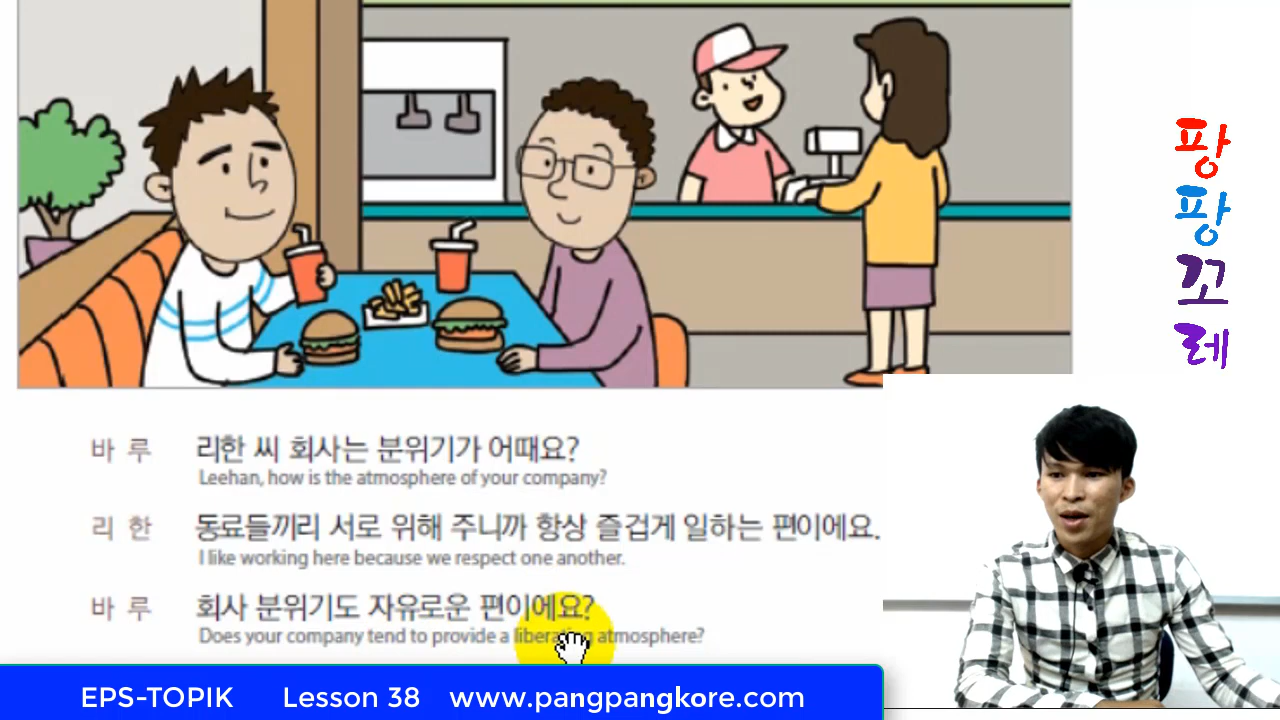 팡
팡
꼬
레
바 루 리한 씨 회사는 분위기가 어때요?
Leehan, how is the atmosphere of your company?
리 한 동료들끼리 서로 위해 주니까 항상 즐겁게 일하는 편이에요.
I like working here because we respect one another.
바 루 회사 분위기도 자유로운 편이에요?
Does your company tend to provide a liberating atmosphere?
EPS-TOPIK Lesson 38 www.pangpangkore.com